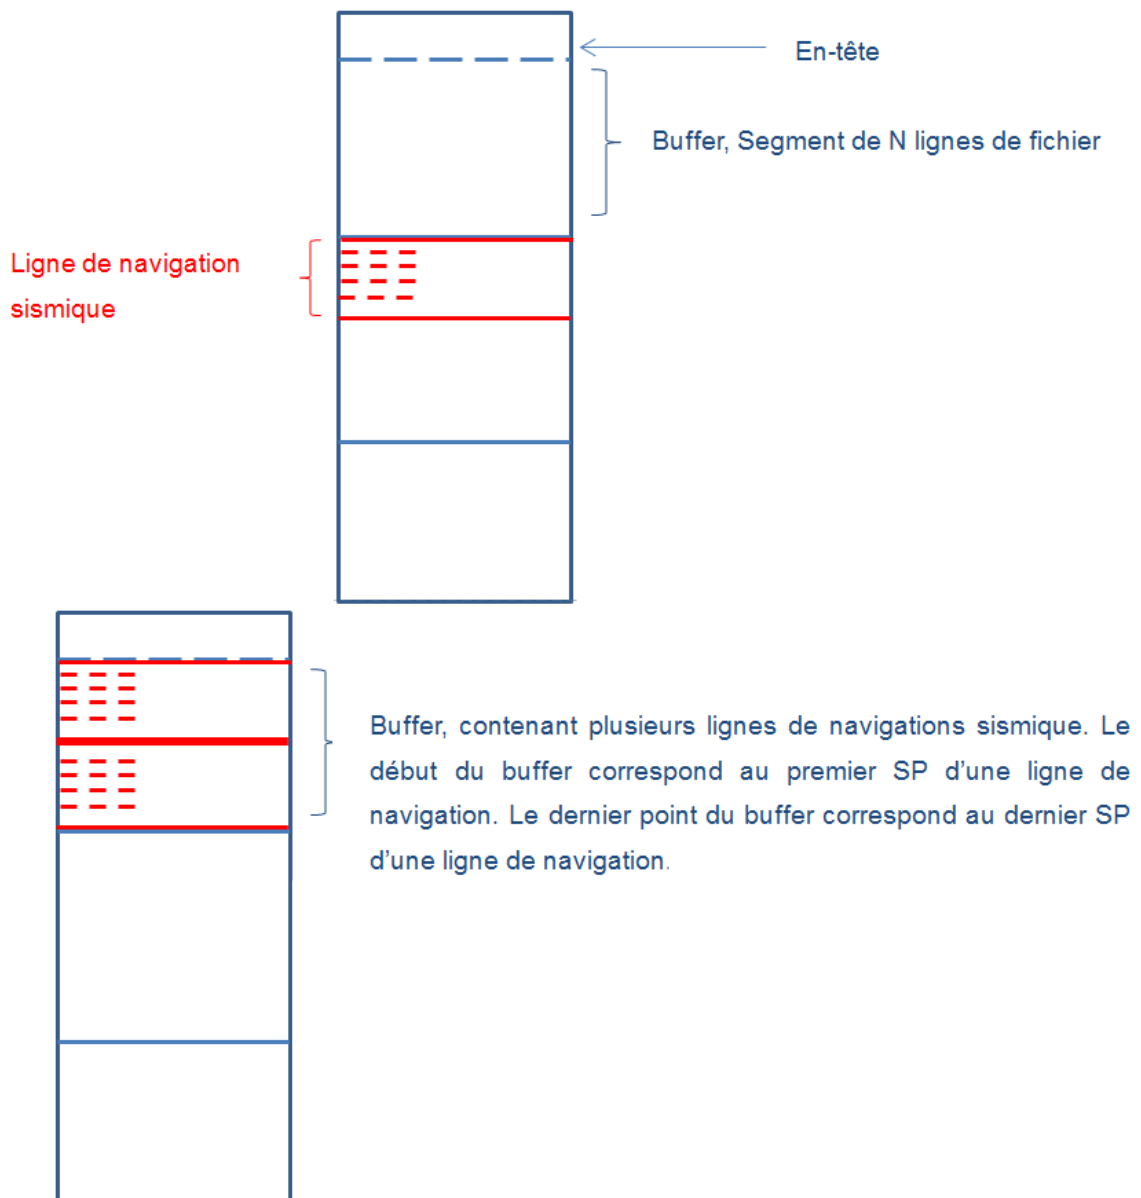 En-tête
Buffer, Segment de N lignes de fichier
Ligne de navigation
sismique
Buffer, contenant plusieurs lignes de navigations sismique. Le
début du buffer correspond au premier SP d'une ligne de
navigation. Le dernier point du buffer correspond au dernier SP
d'une ligne de navigation.